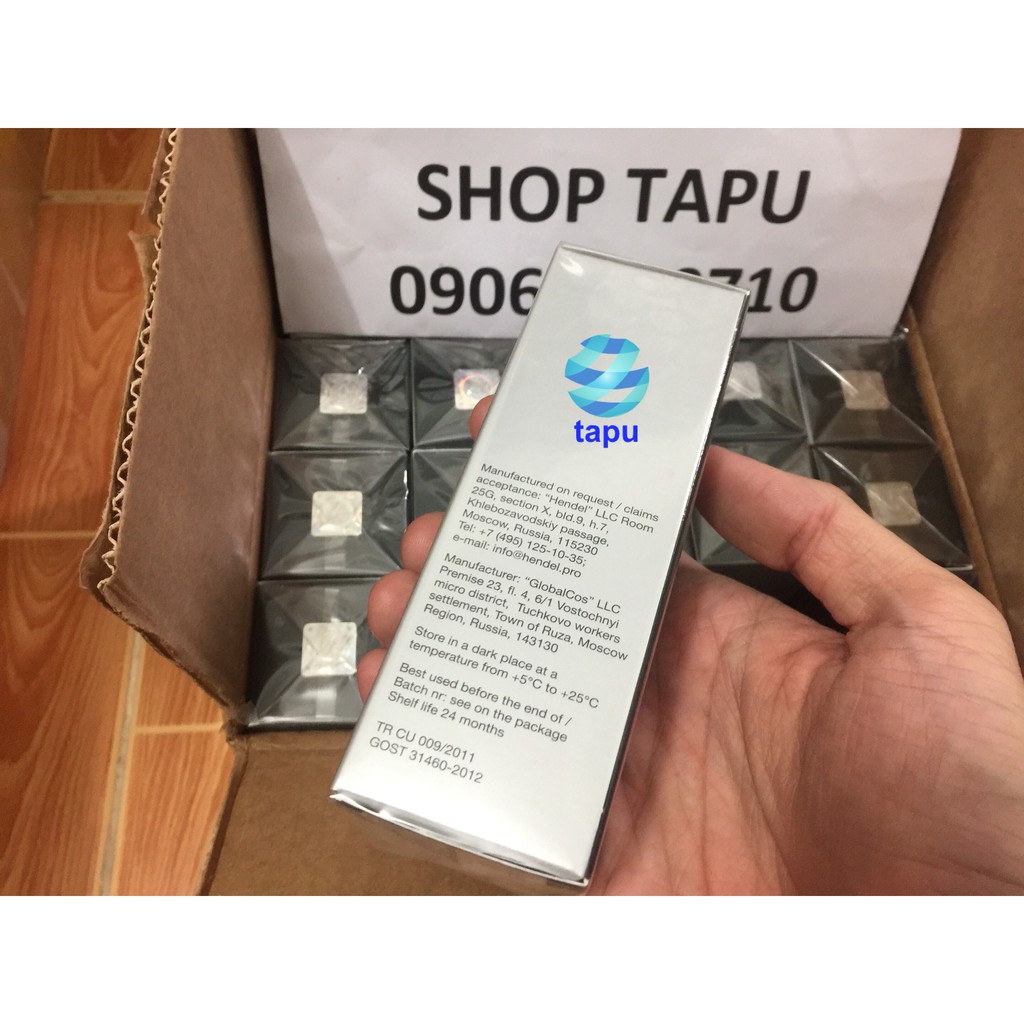 SHOP TAPU
0906
710
tapu
Manufactured on request / claims
acceptance: "Hendel" LLC Room
25G, section X, bld.9, h.7,
Khlebozavodskiy passage,
Moscow, Russia, 115230
Tel: +7 (495) 125-10-35;
e-mail: info@hendel.pro
Manufacturer: "GlobalCos" LLC
Premise 23, fl. 4, 6/1 Vostochnyi
micro district, Tuchkovo workers
settlement, Town of Ruza, Moscow
Region, Russia, 143130
Store in a dark place at a
temperature from +5°C to +25°C
Best used before the end of /
Batch nr: see on the package
Shelf life 24 months
TR CU 009/2011
GOST 31460-2012